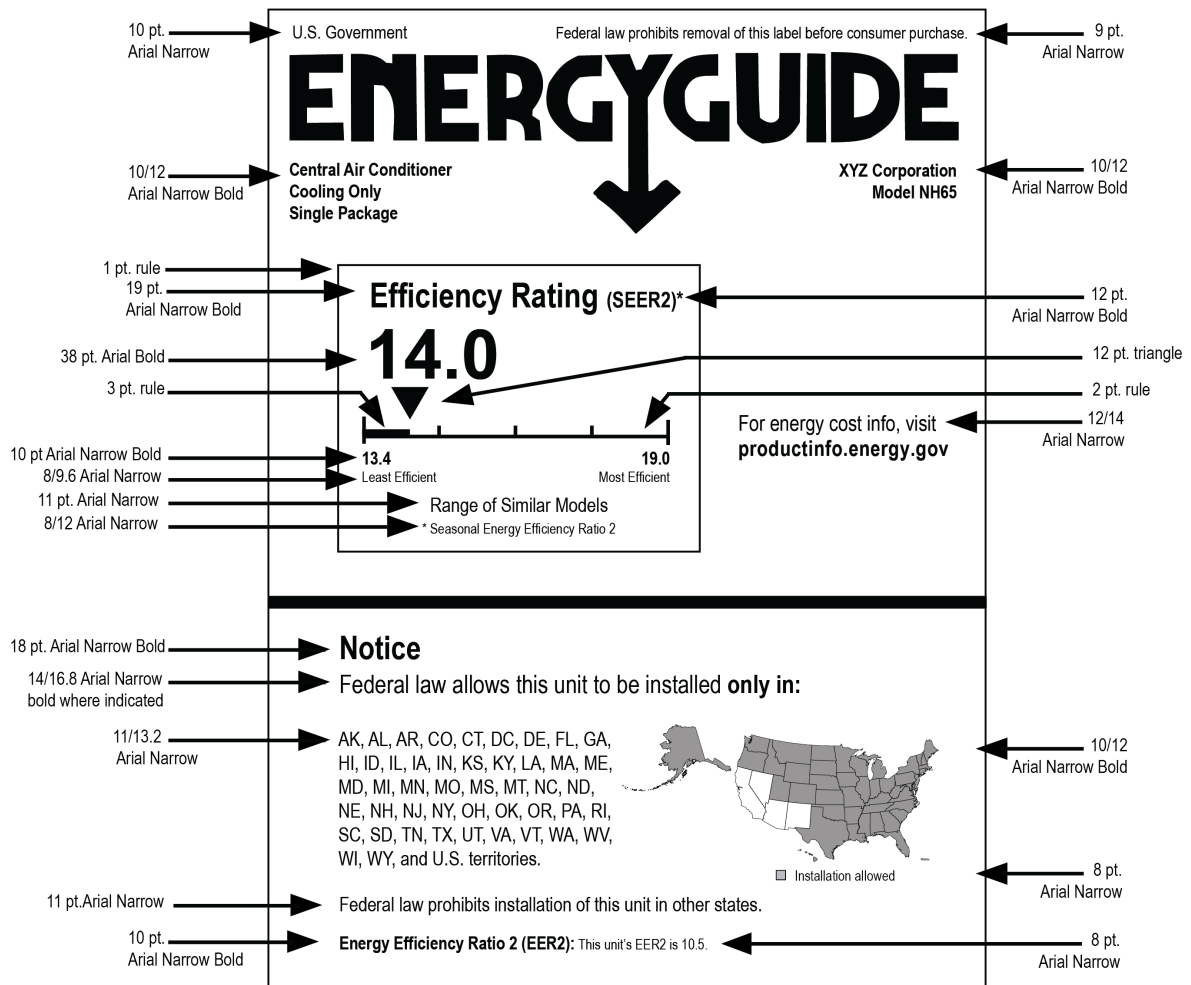 10 pt.
Arial Narrow
U.S. Government
Federal law prohibits removal of this label before consumer purchase.
9 pt.
Arial Narrow
ENERGYGUIDE
10/12
Arial Narrow Bold
Central Air Conditioner
Cooling Only
Single Package
XYZ Corporation
Model NH65
10/12
Arial Narrow Bold
1 pt. rule
19 pt.
Arial Narrow Bold
Efficiency Rating (SEER2)*
12 pt.
Arial Narrow Bold
38 pt. Arial Bold
14.0
12 pt. triangle
3 pt. rule
2 pt. rule
For energy cost info, visit
productinfo.energy.gov
12/14
Arial Narrow
10 pt Arial Narrow Bold
13.4
19.0
8/9.6 Arial Narrow
Least Efficient
Most Efficient
11 pt. Arial Narrow
Range of Similar Models
8/12 Arial Narrow
* Seasonal Energy Efficiency Ratio 2
18 pt. Arial Narrow Bold
Notice
14/16.8 Arial Narrow
bold where indicated
Federal law allows this unit to be installed only in:
11/13.2
Arial Narrow
AK, AL, AR, CO, CT, DC, DE, FL, GA,
HI, ID, IL, IA, IN, KS, KY, LA, MA, ME,
MD, MI, MN, MO, MS, MT, NC, ND,
NE, NH, NJ, NY, OH, OK, OR, PA, RI,
SC, SD, TN, TX, UT, VA, VT, WA, WV,
WI, WY, and U.S. territories.
10/12
Arial Narrow Bold
Installation allowed
8 pt.
Arial Narrow
11 pt.Arial Narrow
Federal law prohibits installation of this unit in other states.
10 pt.
Arial Narrow Bold
Energy Efficiency Ratio 2 (EER2): This unit's EER2 is 10.5.
8 pt.
Arial Narrow